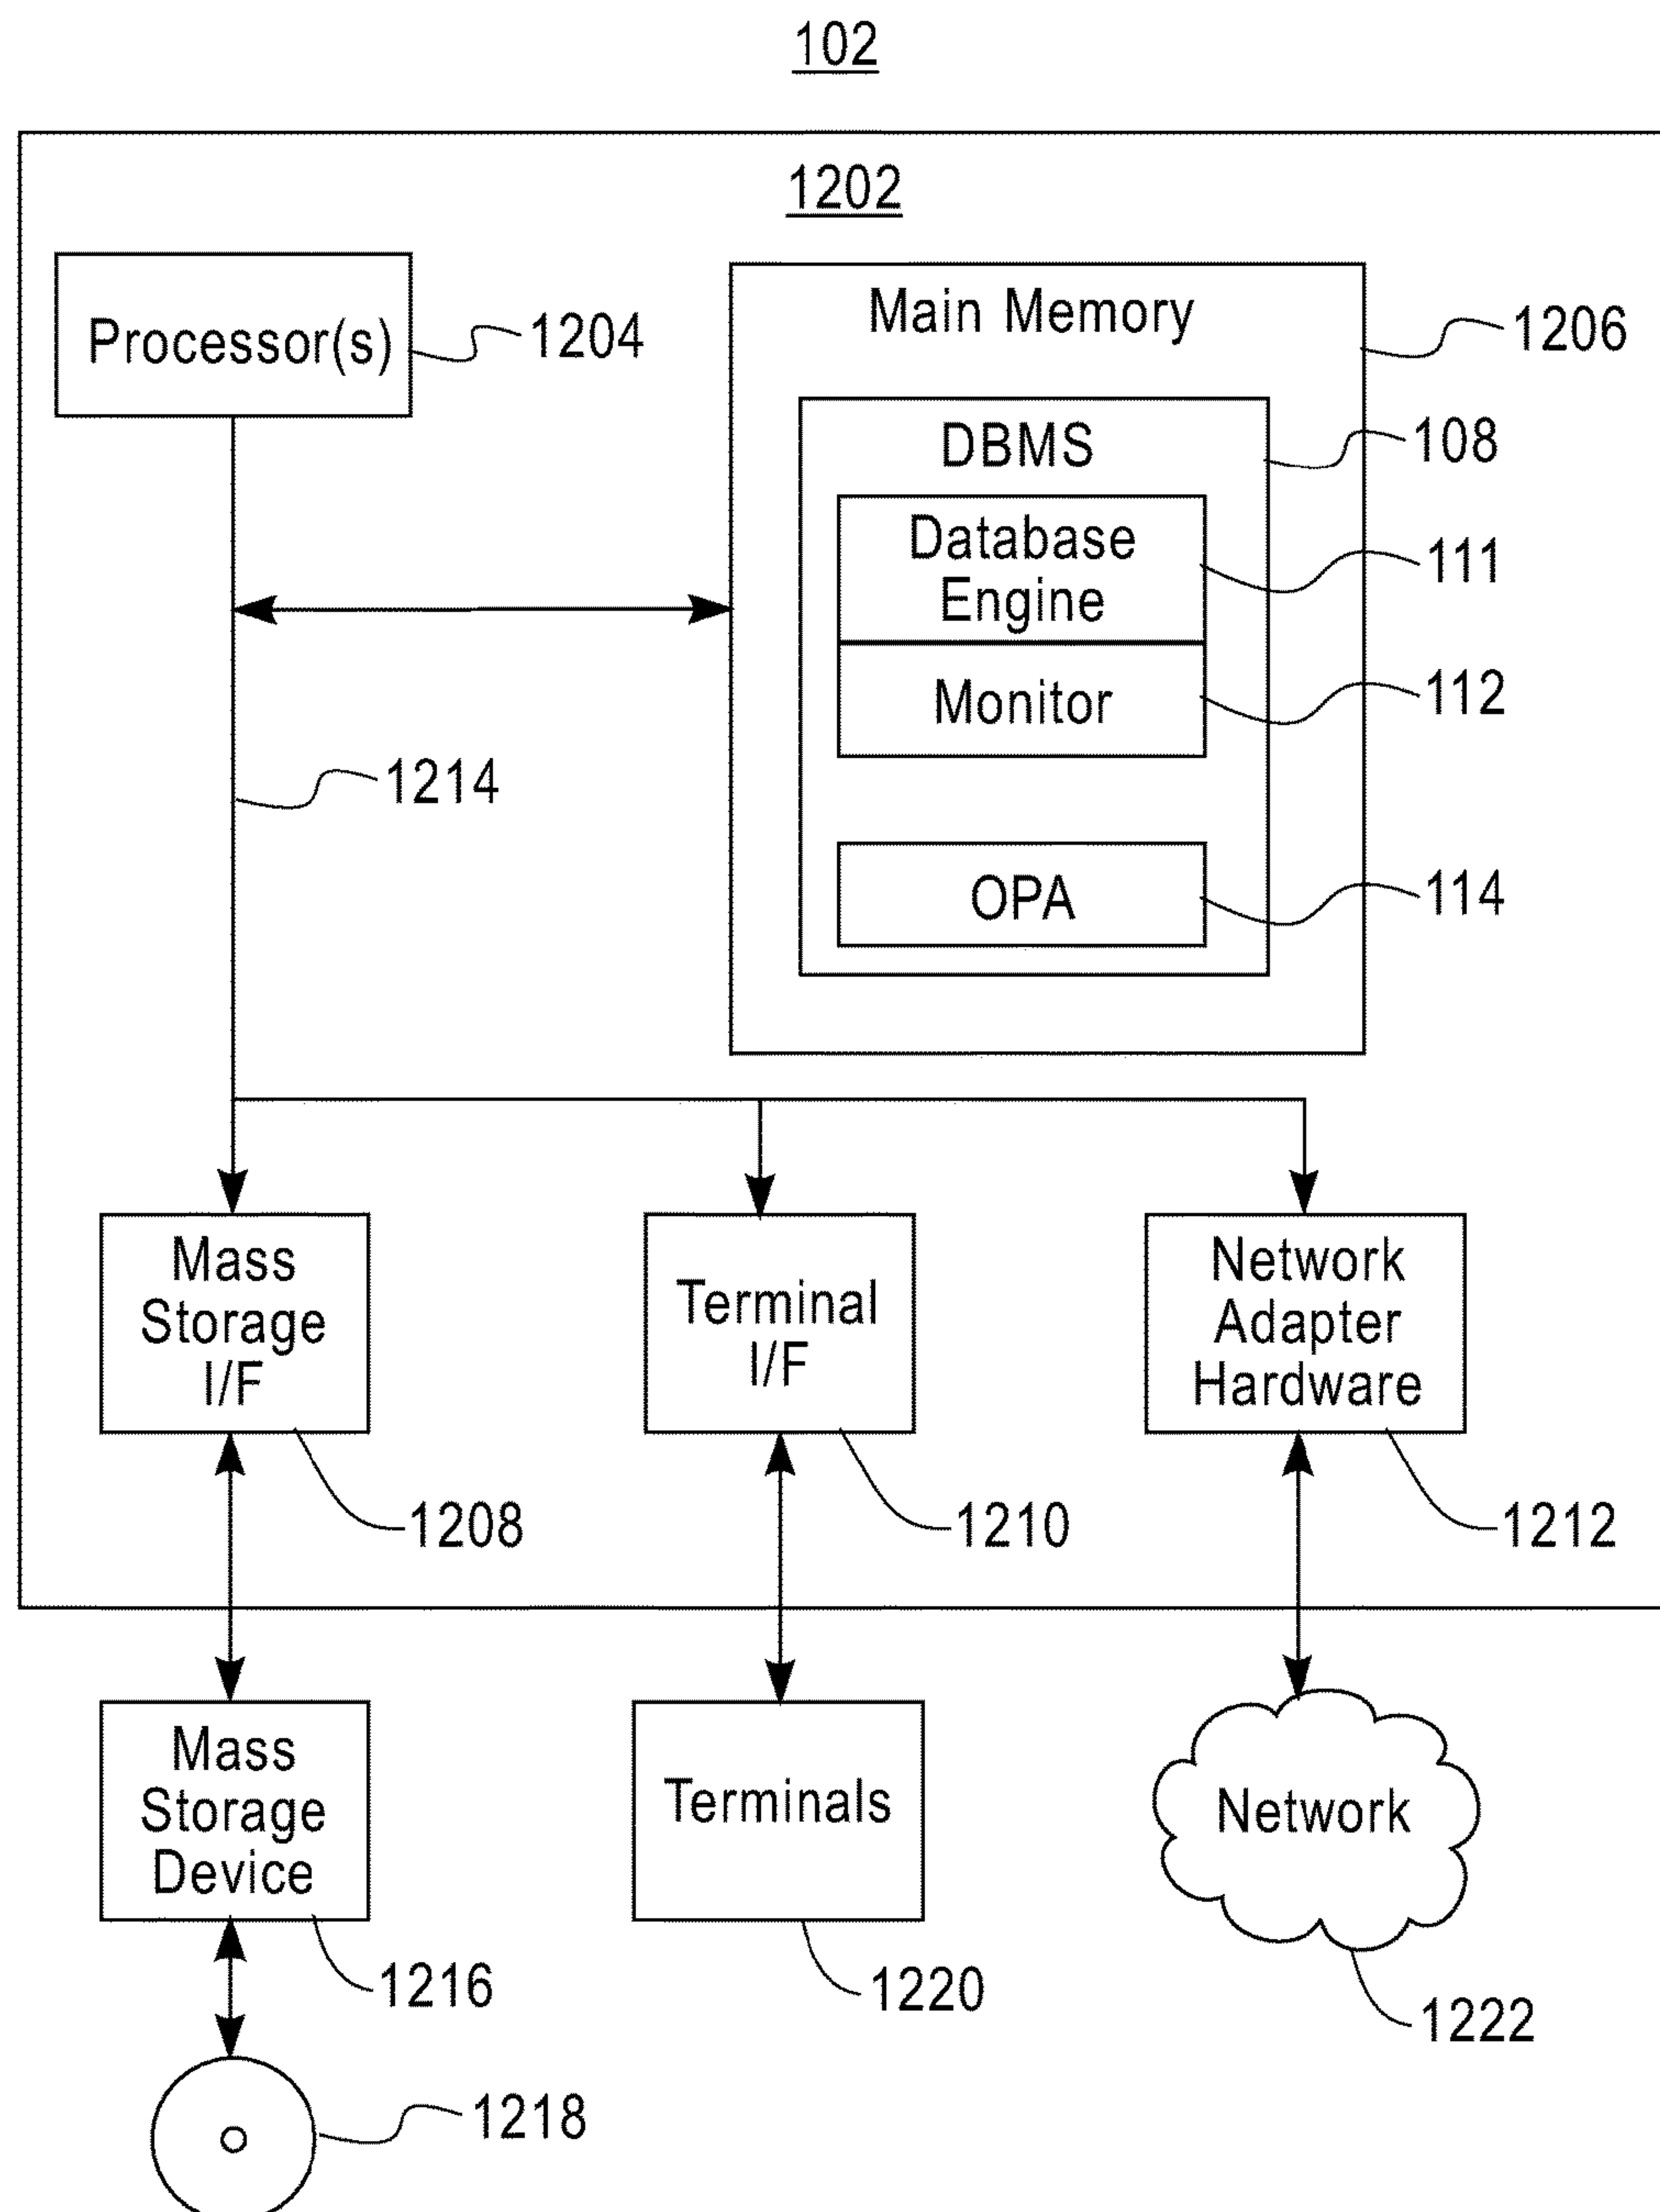 102
1202
Processor(s)
1204
Main Memory
1206
DBMS
108
Database
Engine
111
Monitor
112
1214
OPA
114
Mass
Storage
I/F
1208
Terminal
I/F
1210
Network
Adapter
Hardware
1212
Mass
Storage
Device
1216
Terminals
1220
Network
1222
1218